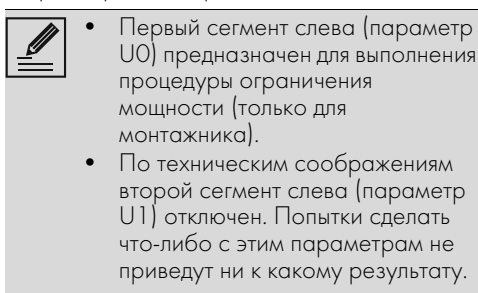 • Первый сегмент слева (параметр
U0) предназначен для выполнения
процедуры ограничения
мощности (только для
монтажника).
• По техническим соображениям
второй сегмент слева (параметр
U1) отключен. Попытки сделать
что-либо с этим параметрам не
приведут ни к какому результату.